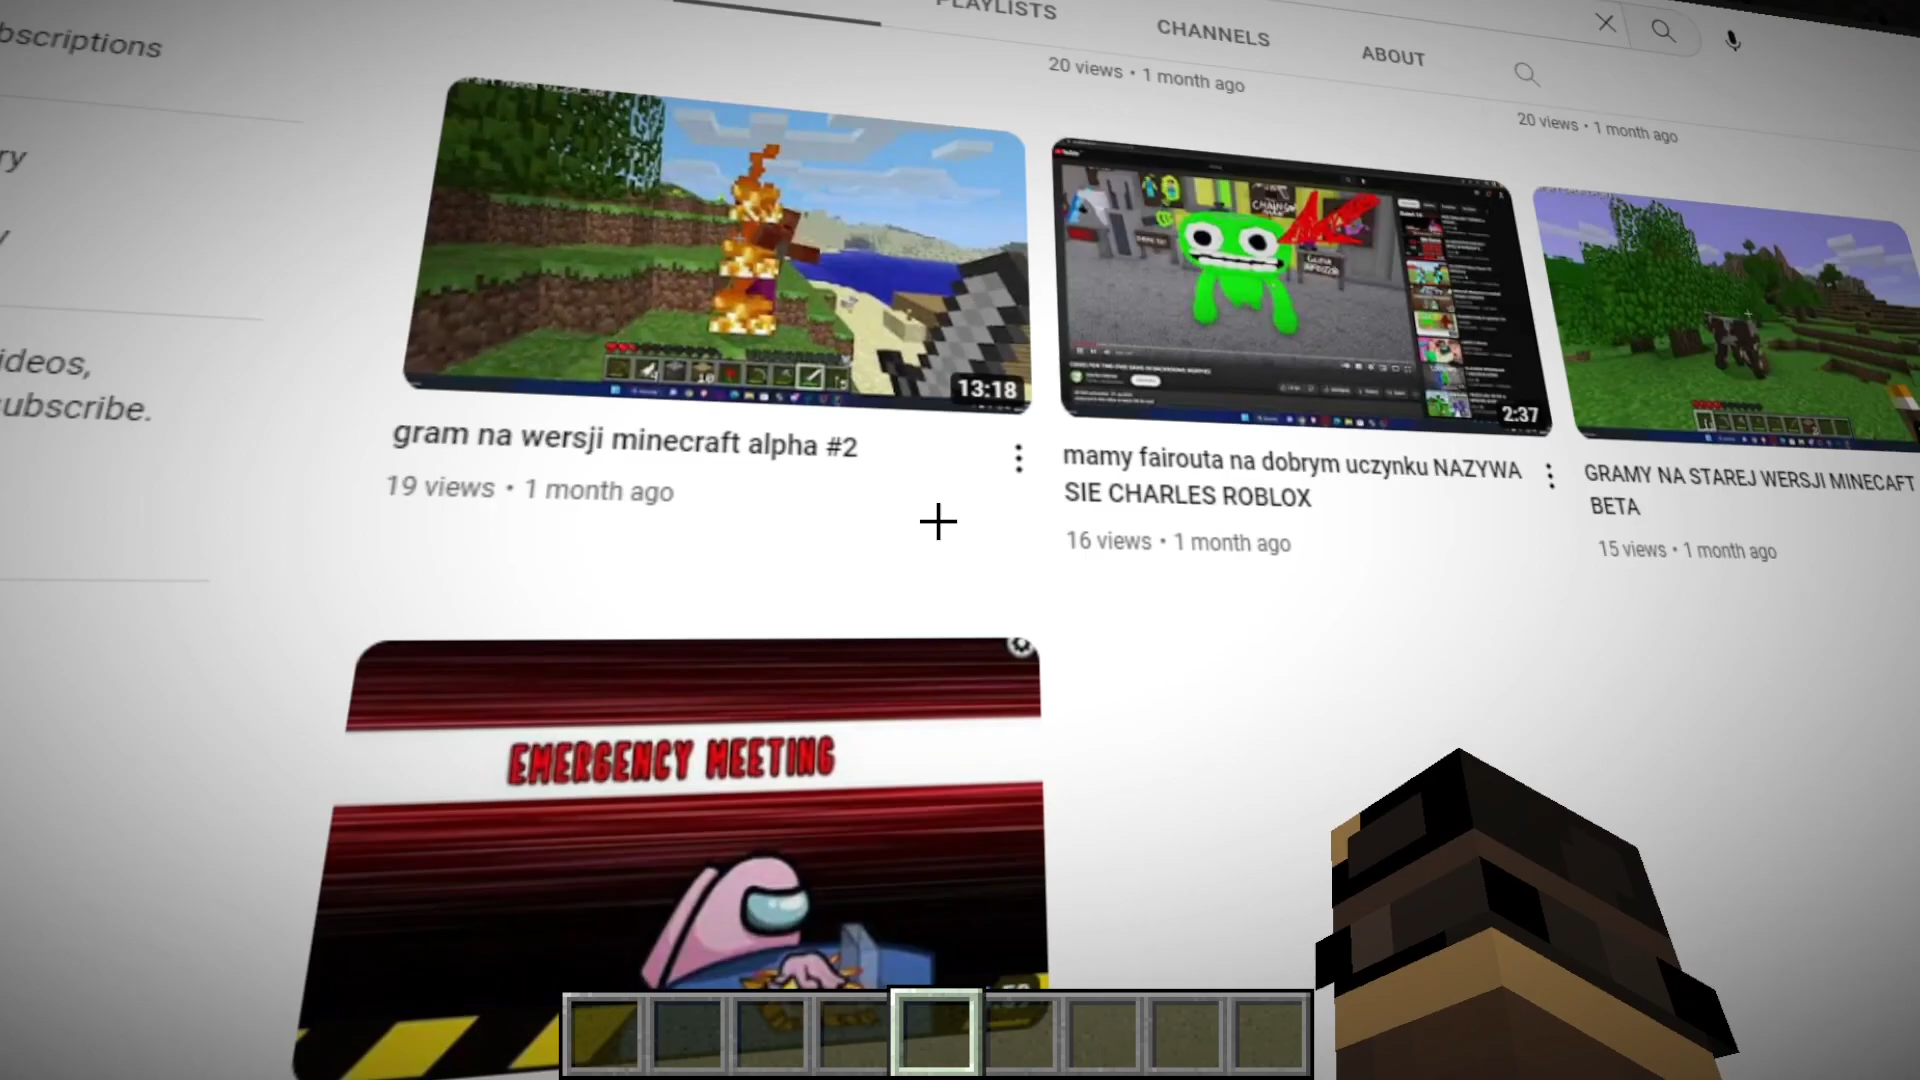 bscriptions
PLAYLISTS
CHANNELS
ABOUT
20 views • 1 month ago
20 views • 1 month ago
ry
y
ideos,
subscribe.
13:18
2:37
gram na wersji minecraft alpha #2
19 views • 1 month ago
mamy fairouta na dobrym uczynku NAZYWA
SIE CHARLES ROBLOX
16 views • 1 month ago
GRAMY NA STAREJ WERSJI MINECAFT
BETA
15 views • 1 month ago
EMERGENCY MEETING